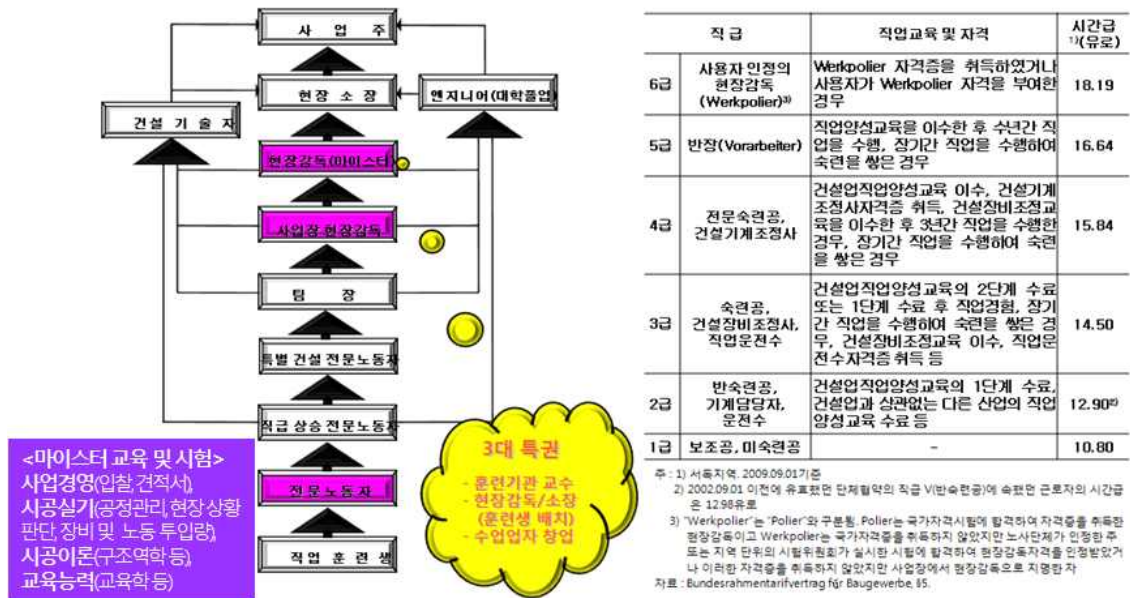 사 업 주
현 장 소 장
엔지니어(대학졸업)
건 설 기 술 자
현장감독(마이스터)
사업장 현장감독
팀 장
특별 건설 전문노동자
직급 상승 전문노동자
전 문 노 동 자
직 업 훈 련 생
<마이스터 교육 및 시험>
사업경영(입찰, 견적서),
시공실기(공정관리, 현장 상황
판단, 장비 및 노동 투입량),
시공이론(구조역학 등),
교육능력(교육학 등)
3대 특권
- 훈련기관 교수
- 현장감독/소장
(훈련생 배치)
- 수업업자 창업
직 급 직업교육 및 자격 시간급
1)(유로)
6급 사용자 인정의
현장감독
(Werkpolier)3)
Werkpolier 자격증을 취득하였거나
사용자가 Werkpolier 자격을 부여한
경우
18.19
5급 반장(Vorarbeiter)
직업양성교육을 이수한 후 수년간 직
업을 수행, 장기간 직업을 수행하여
숙련을 쌓은 경우
16.64
4급 전문숙련공,
건설기계조정사
건설업직업양성교육 이수, 건설기계
조정사자격증 취득, 건설장비조정교
육을 이수한 후 3년간 직업을 수행한
경우, 장기간 직업을 수행하여 숙련
을 쌓은 경우
15.84
3급 숙련공,
건설장비조정사,
직업운전수
건설업직업양성교육의 2단계 수료
또는 1단계 수료 후 직업경험, 장기
간 직업을 수행하여 숙련을 쌓은 경
우, 건설장비조정교육 이수, 직업운
전수자격증 취득 등
14.50
2급 반숙련공,
기계담당자,
운전수
건설업직업양성교육의 1단계 수료,
건설업과 상관없는 다른 산업의 직업
양성교육 수료 등
12.902)
1급 보조공, 미숙련공 - 10.80
주 : 1) 서독지역. 2009.09.01기준
2) 2002.09.01 이전에 유효했던 단체협약의 직급 V(반숙련공)에 속했던 근로자의 시간급
은 12.98유로
3) "Werkpolier"는 "Polier"와 구분됨. Polier는 국가자격시험에 합격하여 자격증을 취득한
현장감독이고 Werkpolier는 국가자격증을 취득하지 않았지만 노사단체가 인정한 주
또는 지역 단위의 시험위원회가 실시한 시험에 합격하여 현장감독자격을 인정받았거
나 이러한 자격증을 취득하지 않았지만 사업장에서 현장감독으로 지명한 자
자료 : Bundesrahmentarifvertrag für Baugewerbe, §5.